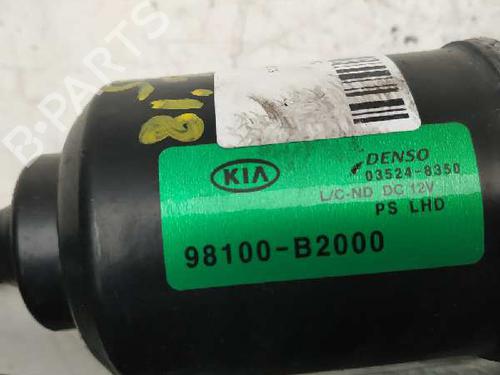 B-PARTS
KIA
DENSO
03524-8350
L/C-ND DC 12V
PS LHD
98100-B2000